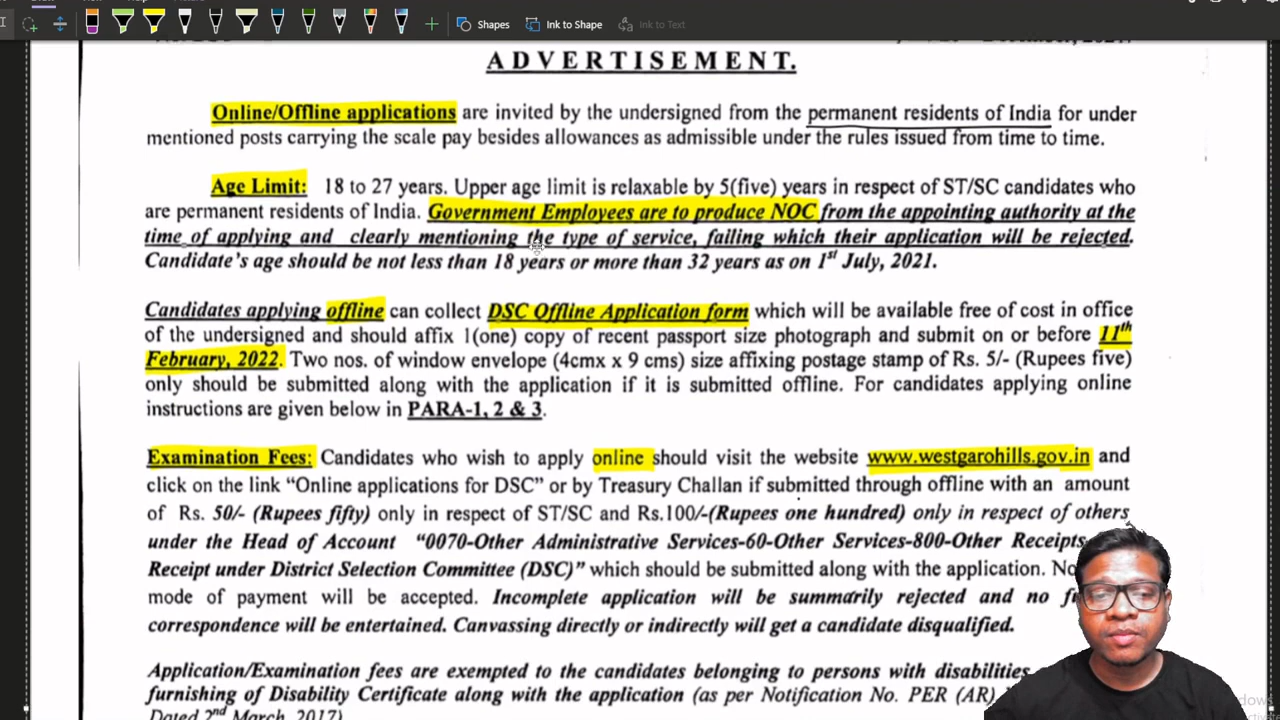 Shapes Ink to Shape Ink to Text
ADVERTISEMENT.
Online/Offline applications are invited by the undersigned from the permanent residents of India for under
mentioned posts carrying the scale pay besides allowances as admissible under the rules issued from time to time.
Age Limit: 18 to 27 years. Upper age limit is relaxable by 5(five) years in respect of ST/SC candidates who
are permanent residents of India. Government Employees are to produce NOC from the appointing authority at the
time of applying and clearly mentioning the type of service, failing which their application will be rejected.
Candidate's age should be not less than 18 years or more than 32 years as on 1st July, 2021.
Candidates applying offline can collect DSC Offline Application form which will be available free of cost in office
of the undersigned and should affix 1(one) copy of recent passport size photograph and submit on or before 11th
February, 2022. Two nos. of window envelope (4cmx x 9 cms) size affixing postage stamp of Rs. 5/- (Rupees five)
only should be submitted along with the application if it is submitted offline. For candidates applying online
instructions are given below in PARA-1, 2 & 3.
Examination Fees: Candidates who wish to apply online should visit the website www.westgarohills.gov.in and
click on the link "Online applications for DSC" or by Treasury Challan if submitted through offline with an amount
of Rs. 50/- (Rupees fifty) only in respect of ST/SC and Rs.100/-(Rupees one hundred) only in respect of others
under the Head of Account "0070-Other Administrative Services-60-Other Services-800-Other Receipts
Receipt under District Selection Committee (DSC)" which should be submitted along with the application. No
mode of payment will be accepted. Incomplete application will be summarily rejected and no
correspondence will be entertained. Canvassing directly or indirectly will get a candidate disqualified.
Application/Examination fees are exempted to the candidates belonging to persons with disabilities
furnishing of Disability Certificate along with the application (as per Notification No. PER (AR)
Dated 2nd March, 2017)